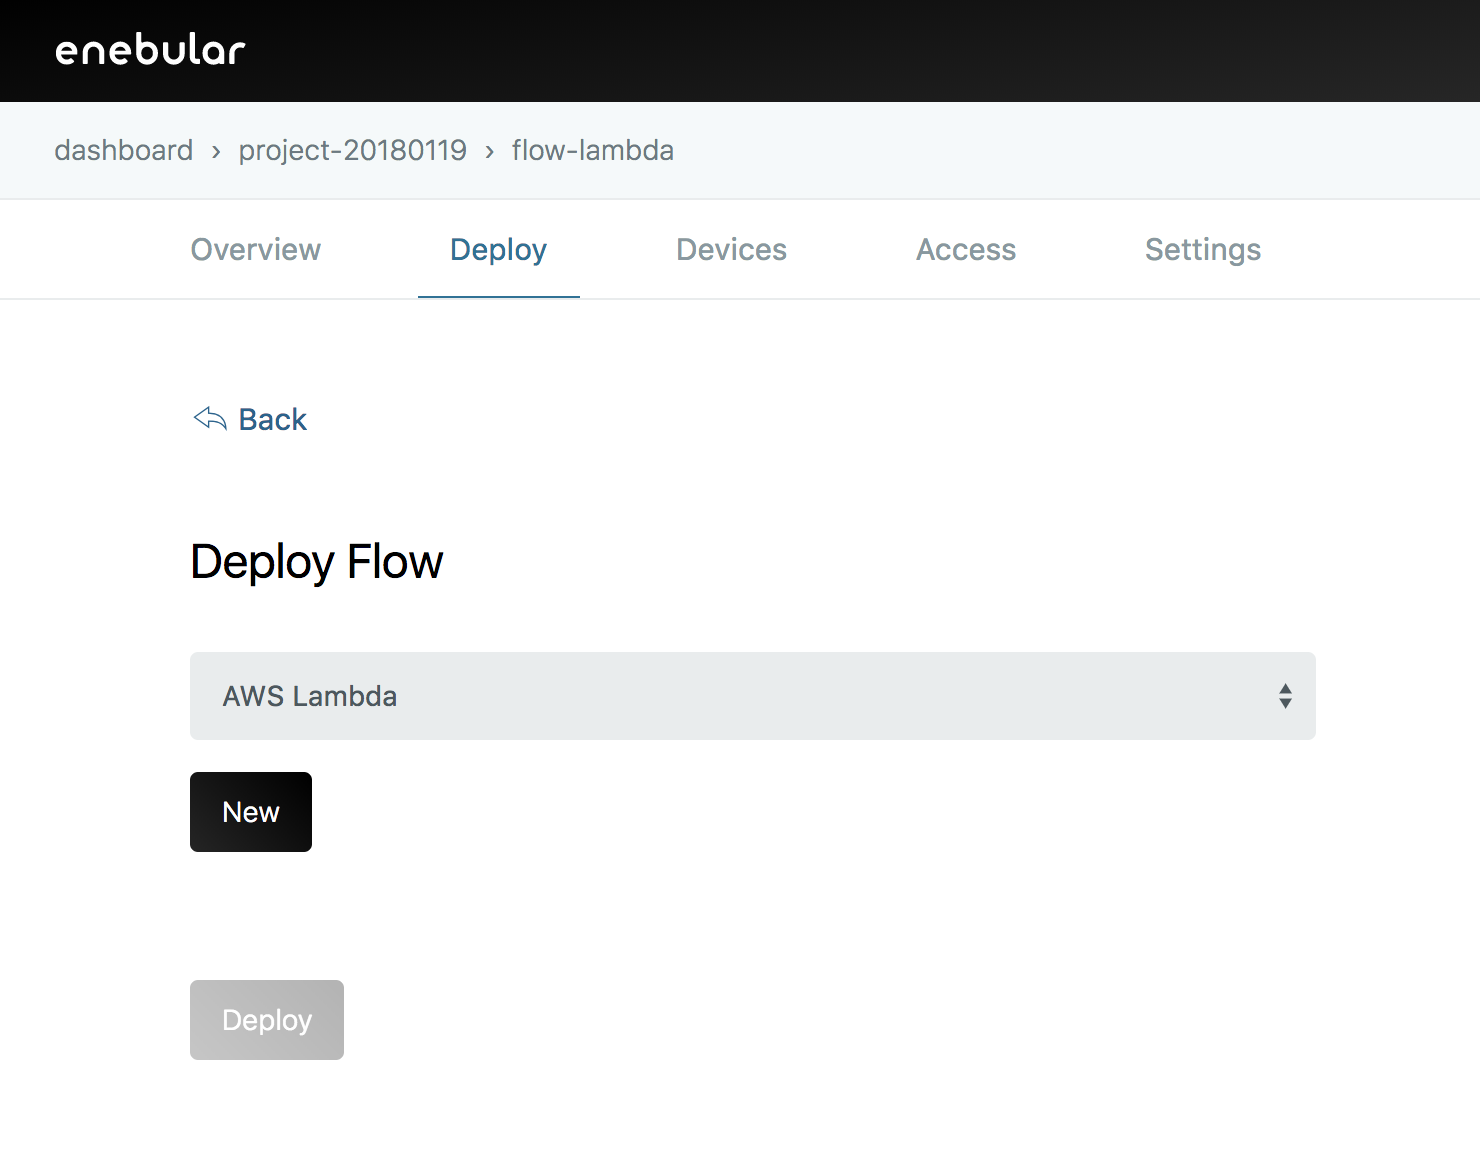 enebular
dashboard › project-20180119 › flow-lambda
Overview Deploy Devices Access Settings
Back
Deploy Flow
AWS Lambda
New
Deploy